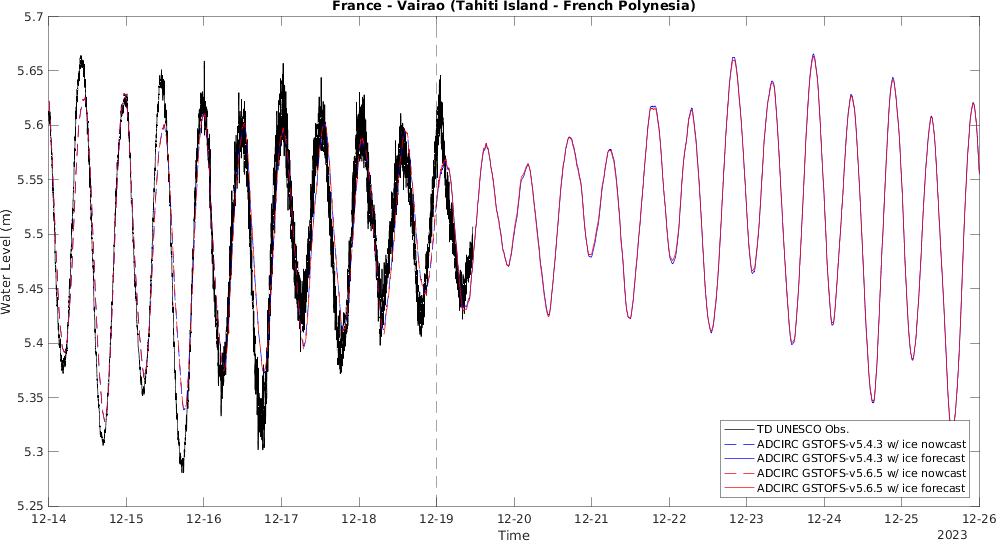 France - Vairao (Tahiti Island - French Polynesia)
5.7
5.65
5.6
5.55
5.5
5.45
5.4
5.35
5.3
5.25
Water Level (m)
TD UNESCO Obs.
ADCIRC GSTOFS-v5.4.3 w/ ice nowcast
ADCIRC GSTOFS-v5.4.3 w/ ice forecast
ADCIRC GSTOFS-v5.6.5 w/ ice nowcast
ADCIRC GSTOFS-v5.6.5 w/ ice forecast
12-14 12-15 12-16 12-17 12-18 12-19 12-20 12-21 12-22 12-23 12-24 12-25 12-26
Time
2023